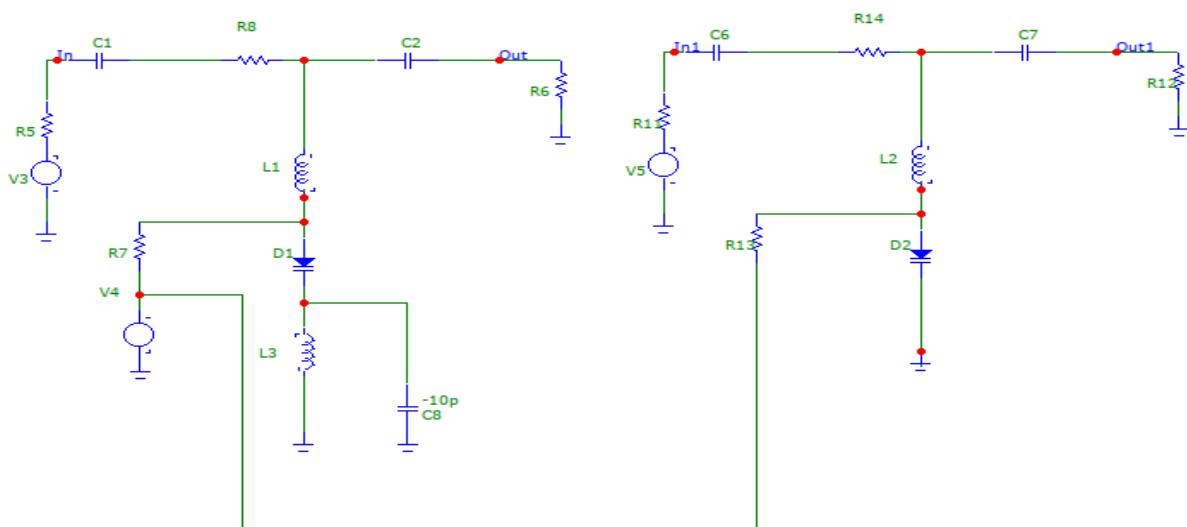 R8
R14
In
C1
C2
Out
In1
C6
C7
Out1
R6
R12
R5
R11
V3
L1
V5
L2
R7
D1
R13
D2
V4
L3
-10p
C8